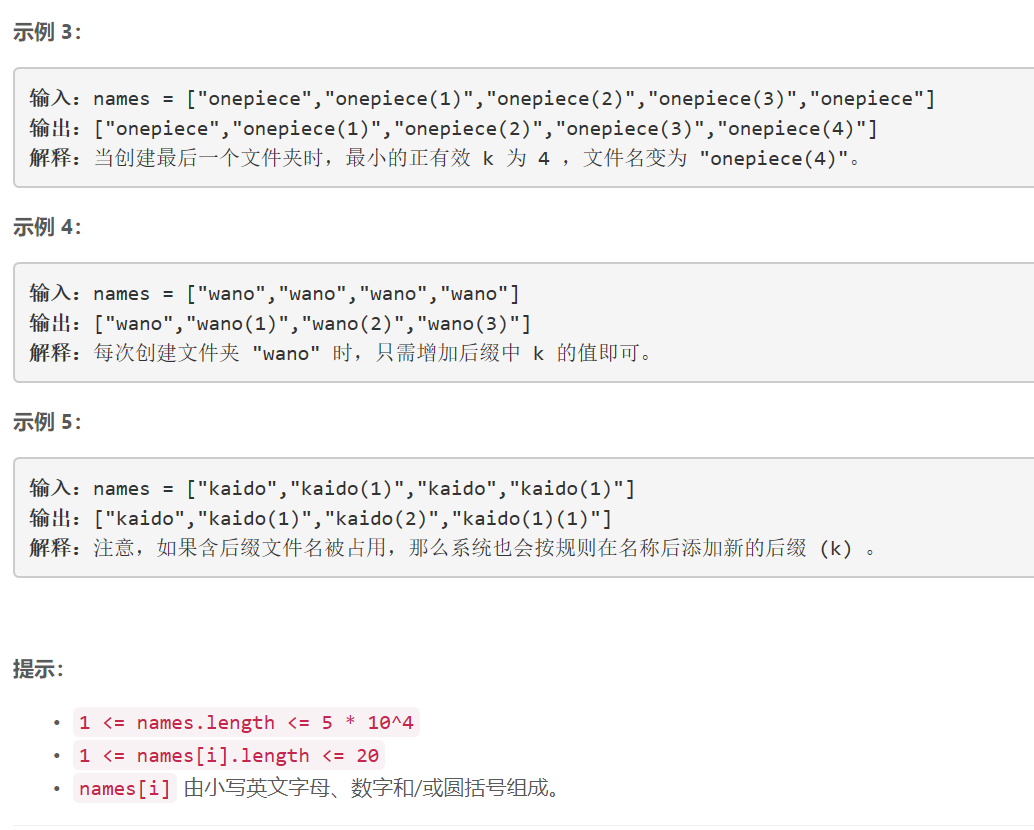 示例 3：
输入：names = ["onepiece","onepiece(1)","onepiece(2)","onepiece(3)","onepiece"]
输出：["onepiece","onepiece(1)","onepiece(2)","onepiece(3)","onepiece(4)"]
解释：当创建最后一个文件夹时，最小的正有效 k 为 4 ，文件名变为 "onepiece(4)"。
示例 4：
输入：names = ["wano","wano","wano","wano"]
输出：["wano","wano(1)","wano(2)","wano(3)"]
解释：每次创建文件夹 "wano" 时，只需增加后缀中 k 的值即可。
示例 5：
输入：names = ["kaido","kaido(1)","kaido","kaido(1)"]
输出：["kaido","kaido(1)","kaido(2)","kaido(1)(1)"]
解释：注意，如果含后缀文件名被占用，那么系统也会按规则在名称后添加新的后缀 (k) 。
提示：
• 1 <= names.length <= 5 * 10^4
• 1 <= names[i].length <= 20
• names[i] 由小写英文字母、数字和/或圆括号组成。